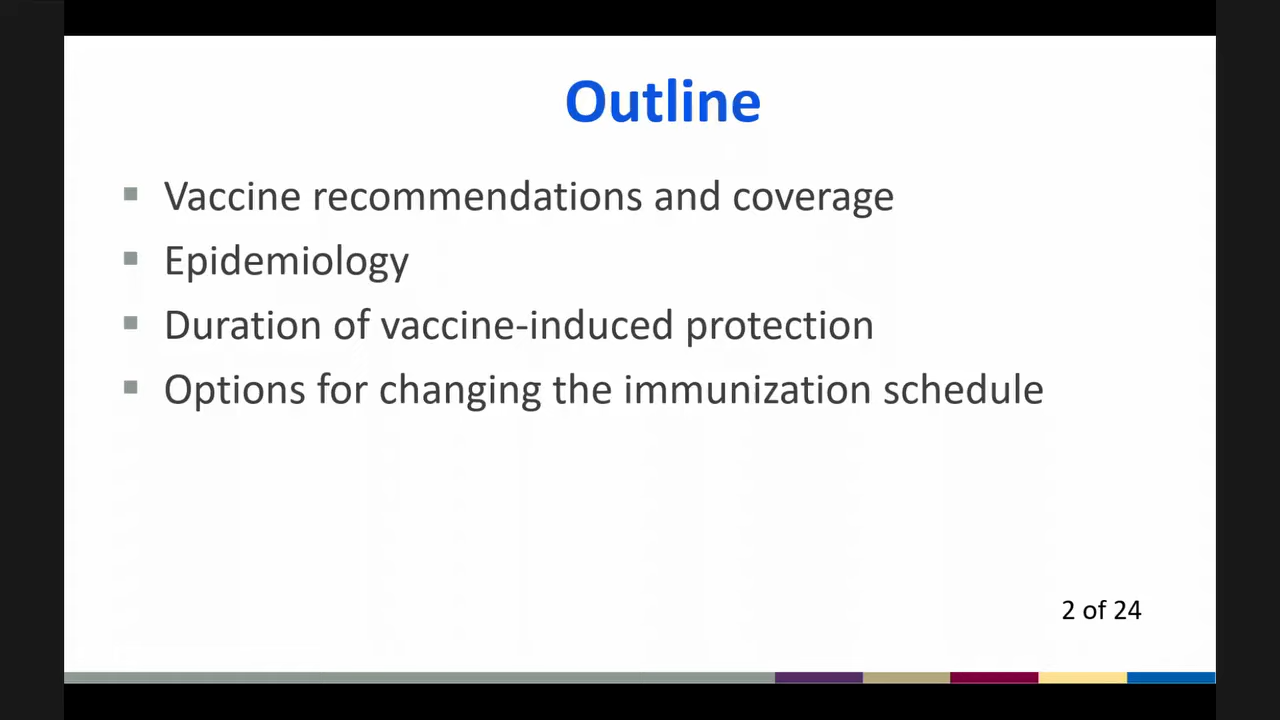 Outline
▪ Vaccine recommendations and coverage
▪ Epidemiology
▪ Duration of vaccine-induced protection
▪ Options for changing the immunization schedule
2 of 24